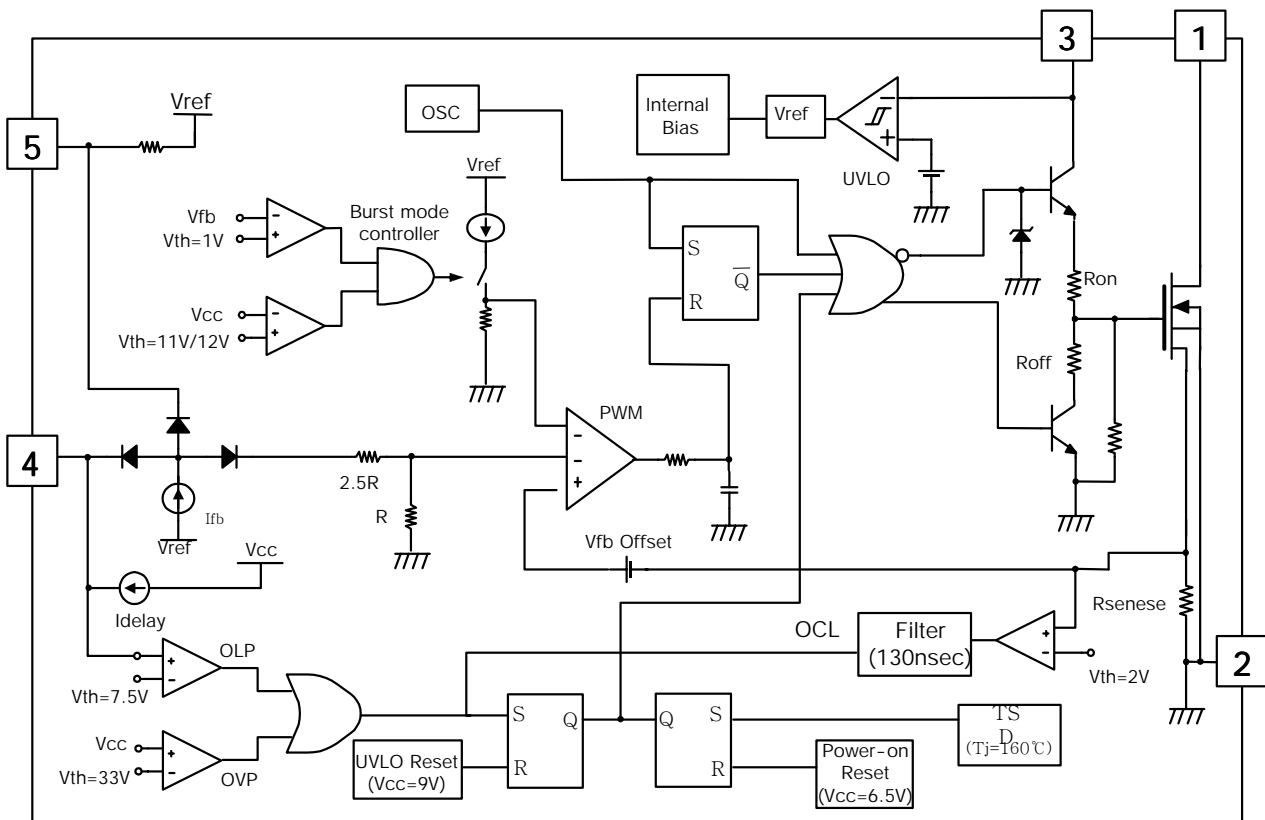 3
1
5
Vref
OSC
Internal
Bias
Vref
−
+
UVLO
Vref
Vfb
Vth=1V
−
+
Burst mode
controller
S
R
Q
Ron
Vcc
Vth=11V/12V
−
+
Roff
PWM
−
−
+
4
2.5R
R
Ifb
Vref
Vcc
Vfb Offset
Idelay
Rsenese
OLP
+
−
Vth=7.5V
OCL
Filter
(130nsec)
+
−
Vth=2V
2
Vcc
Vth=33V
+
−
OVP
S
R
Q
Q
S
R
TS
D
(Tj=160℃)
UVLO Reset
(Vcc=9V)
Power-on
Reset
(Vcc=6.5V)